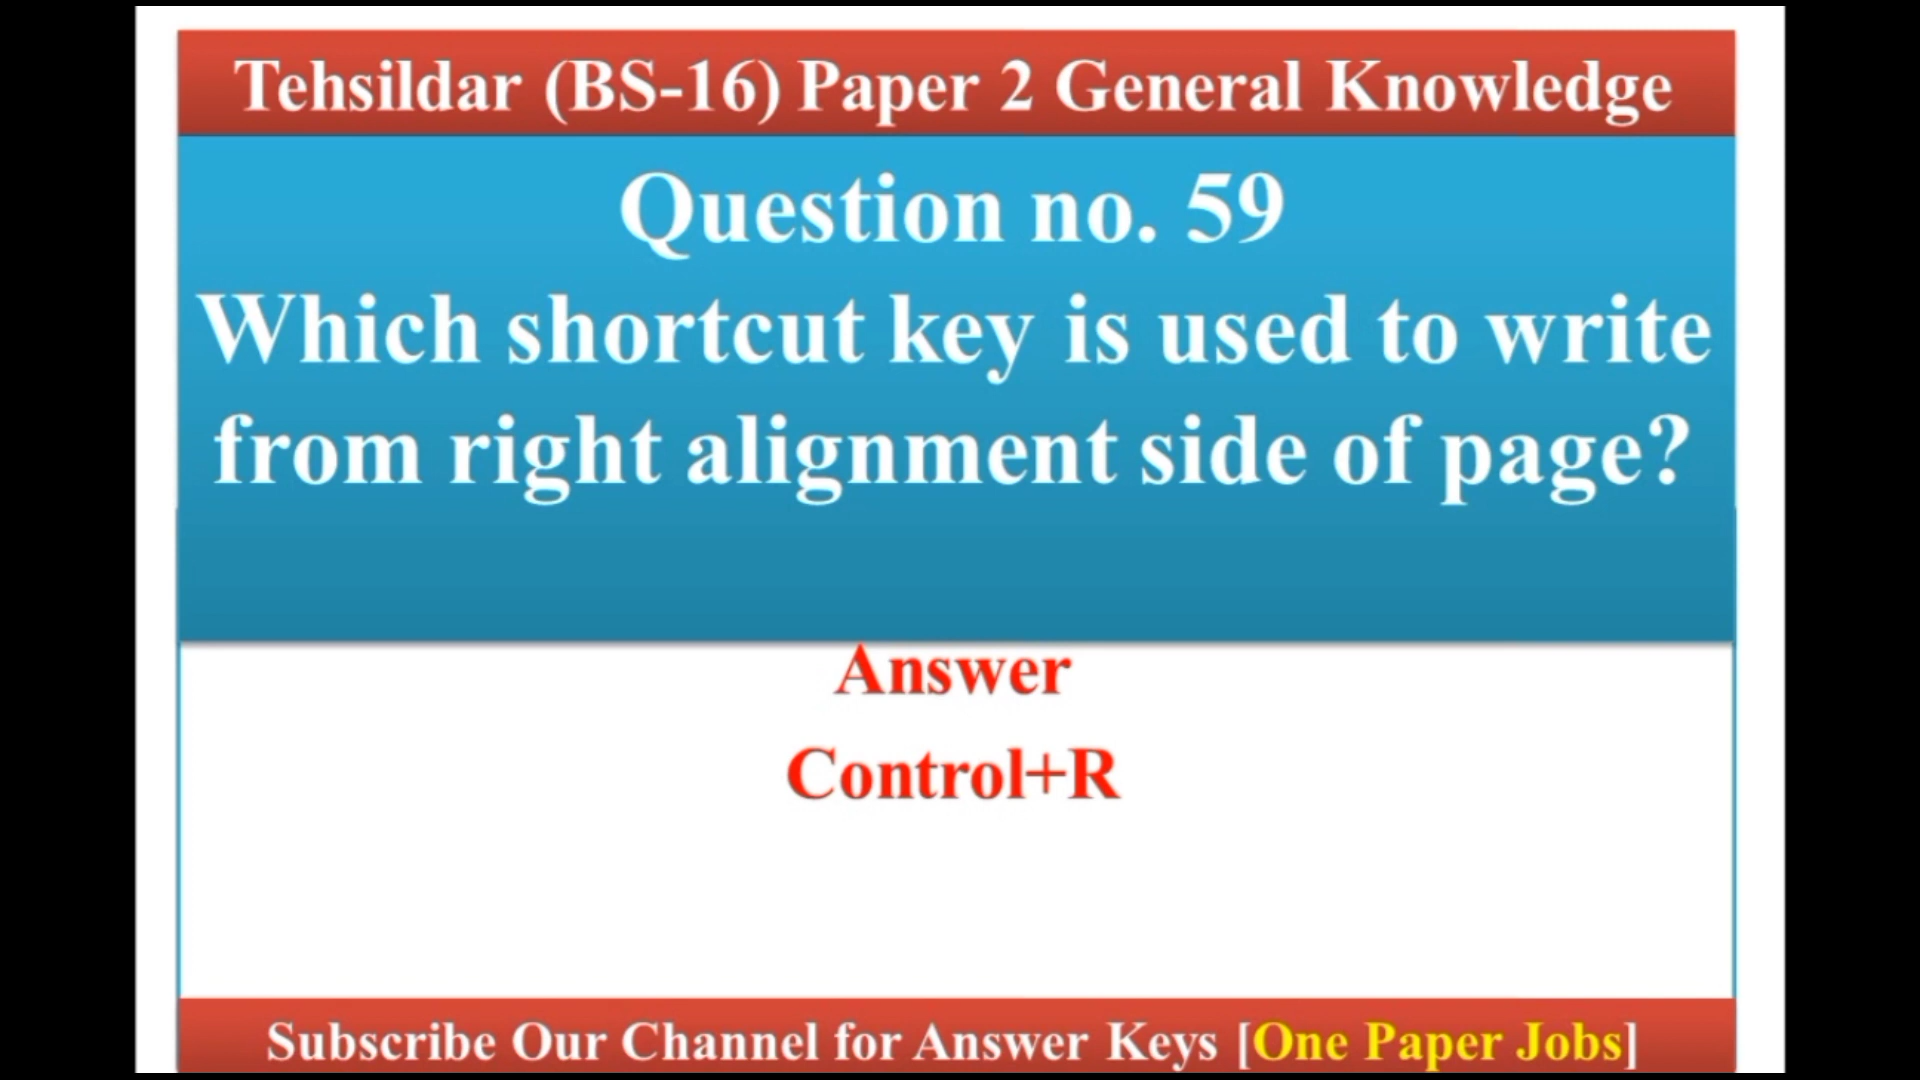 Tehsildar (BS-16) Paper 2 General Knowledge
Question no. 59
Which shortcut key is used to write
from right alignment side of page?
Answer
Control+R
Subscribe Our Channel for Answer Keys [One Paper Jobs]